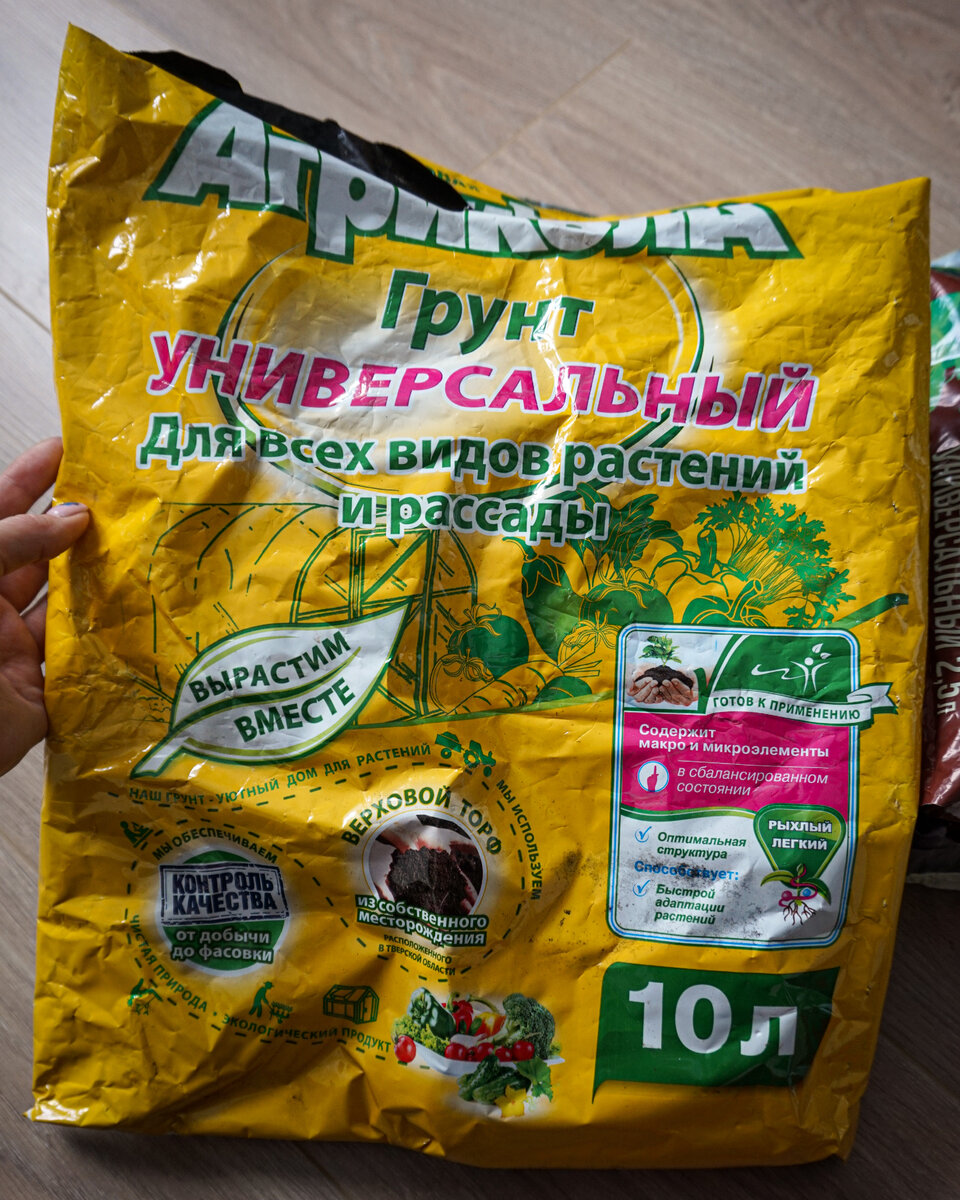 Агрикола
Грунт
УНИВЕРСАЛЬНЫЙ
Для всех видов растений
и рассады
ВЫРАСТИМ
ВМЕСТЕ
ГОТОВ К ПРИМЕНЕНИЮ
Содержит
макро и микроэлементы
в сбалансированном
состоянии
РЫХЛЫЙ
ЛЕГКИЙ
Оптимальная
структура
Способствует:
Быстрой
адаптации
растений
НАШ ГРУНТ - УЮТНЫЙ ДОМ ДЛЯ РАСТЕНИЙ
МЫ ИСПОЛЬЗУЕМ
ВЕРХОВОЙ ТОРФ
из собственного
месторождения
РАСПОЛОЖЕННОГО
В ТВЕРСКОЙ ОБЛАСТИ
МЫ ОБЕСПЕЧИВАЕМ
КОНТРОЛЬ
КАЧЕСТВА
от добычи
до фасовки
ЧИСТАЯ ПРИРОДА
ЭКОЛОГИЧЕСКИЙ ПРОДУКТ
10 л
УНИВЕРСАЛЬНЫЙ 2,5л